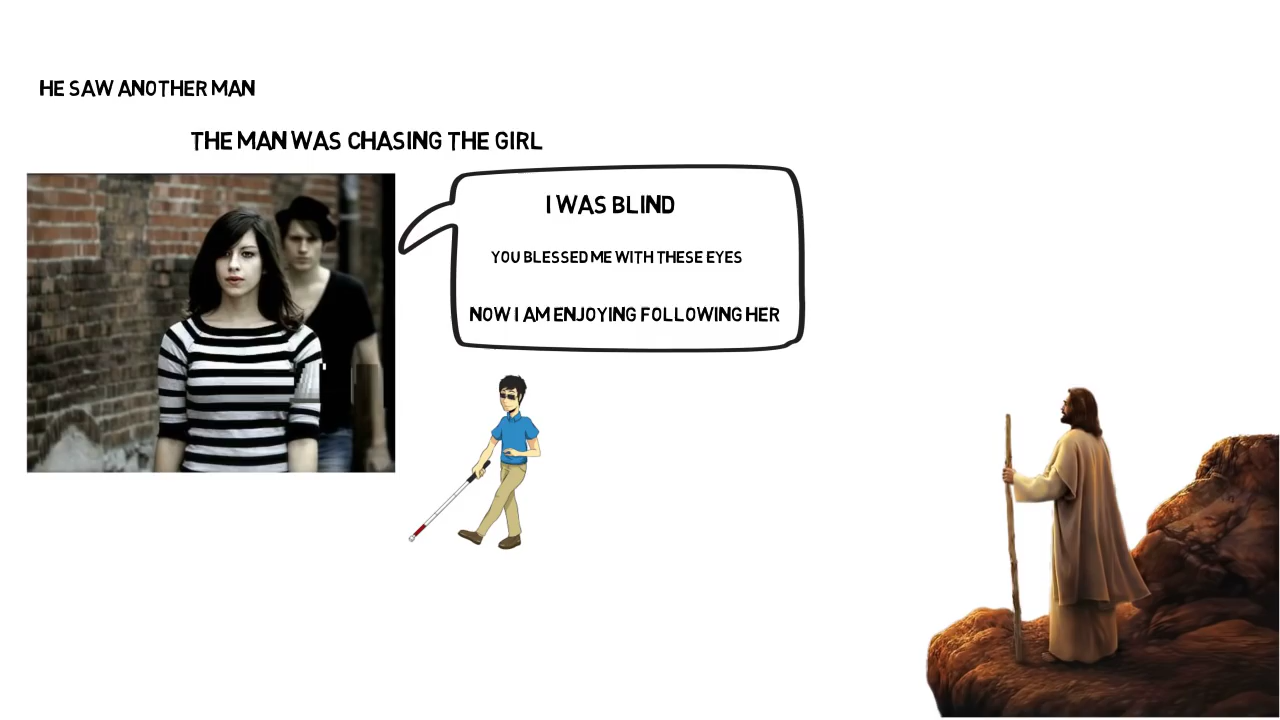 HE SAW ANOTHER MAN
THE MAN WAS CHASING THE GIRL
I WAS BLIND
YOU BLESSED ME WITH THESE EYES
NOW I AM ENJOYING FOLLOWING HER